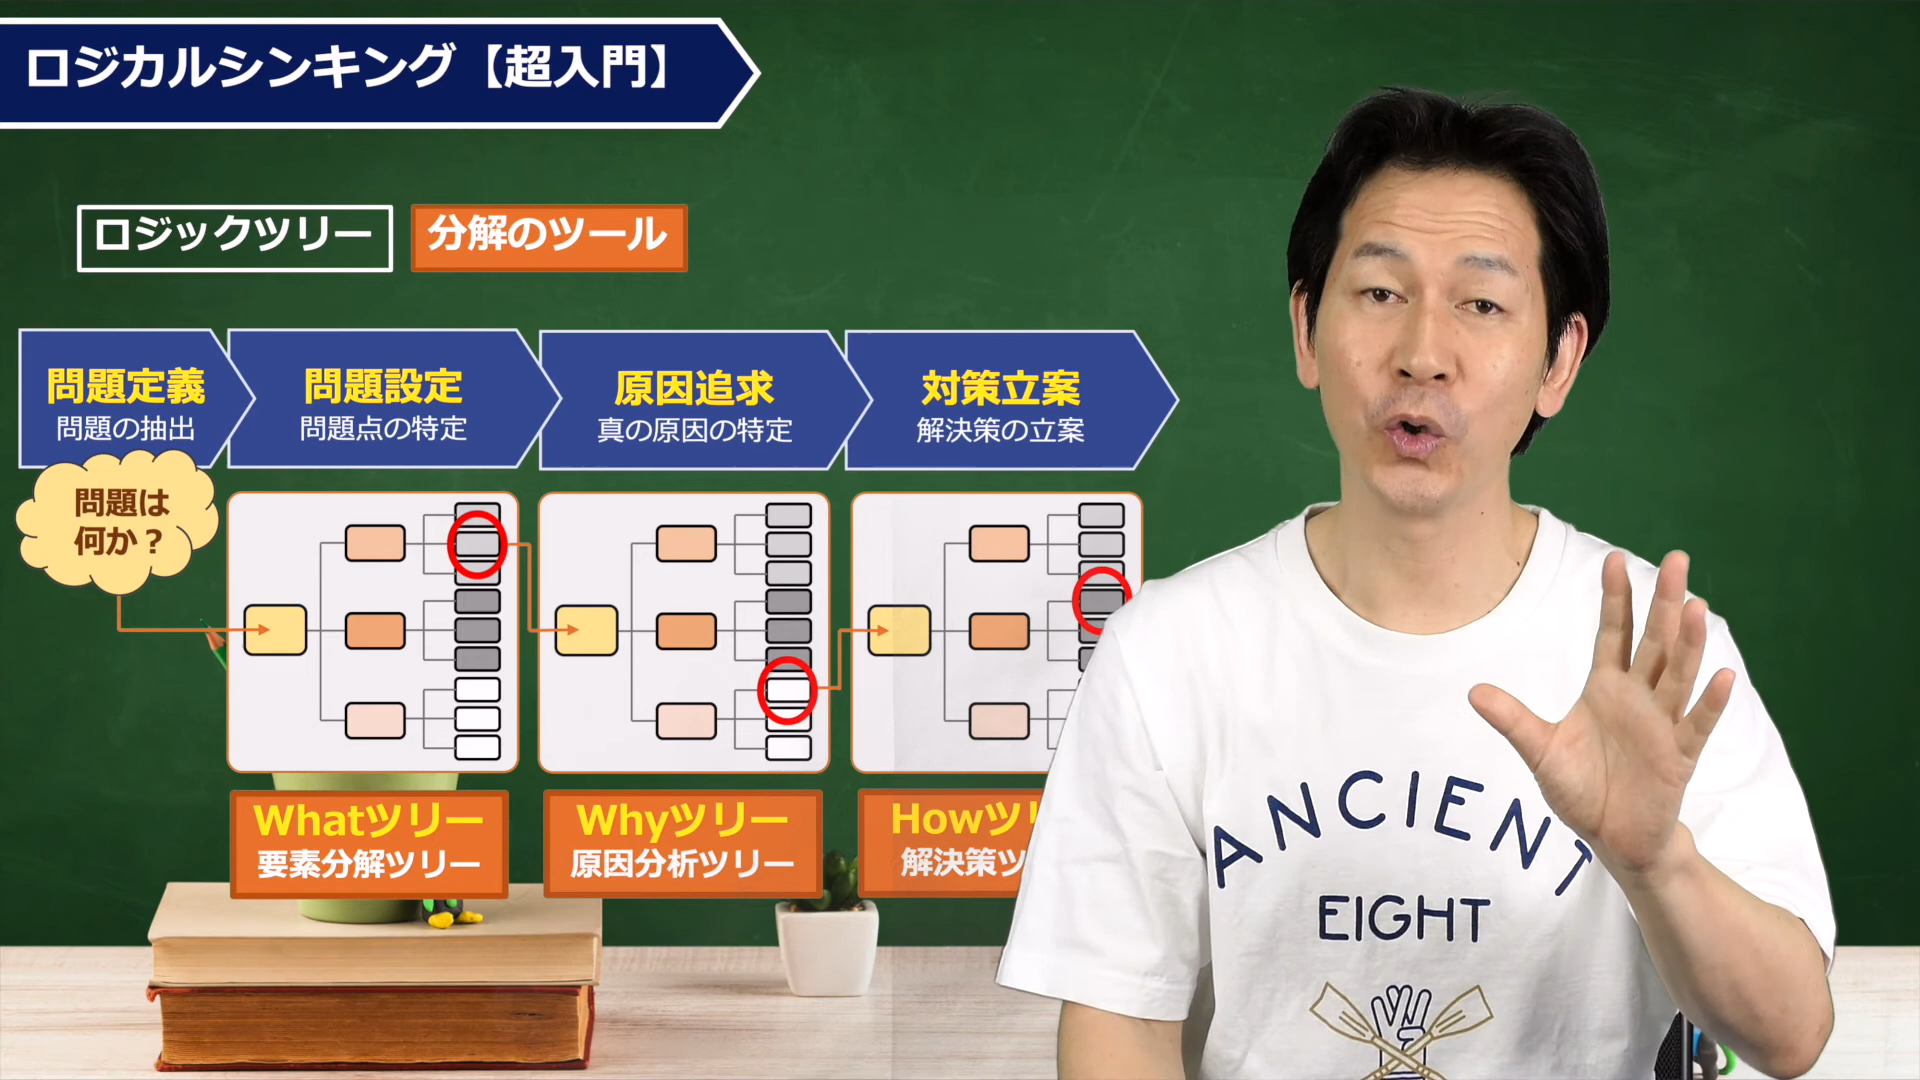 ロジカルシンキング【超入門】
ロジックツリー
分解のツール
問題定義
問題の抽出
問題設定
問題点の特定
原因追求
真の原因の特定
対策立案
解決策の立案
問題は
何か？
Whatツリー
要素分解ツリー
Whyツリー
原因分析ツリー
Howツリ
解決策ツ
ANCIENT
EIGHT